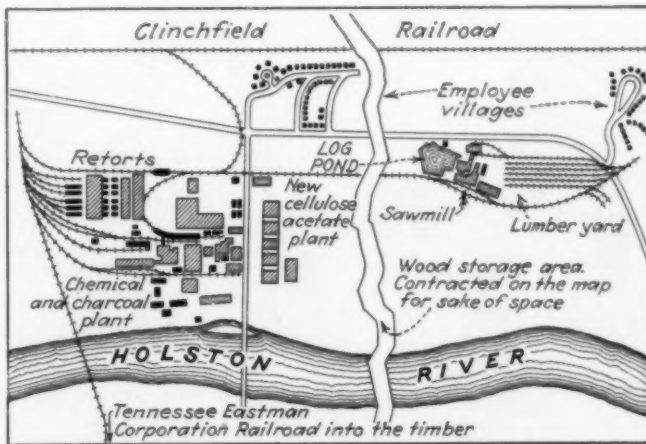 Clinchfield Railroad
Employee
villages
LOG
POND
Retorts
New
cellulose
acetate
plant
Sawmill
Lumber yard
Chemical
and charcoal
plant
Wood storage area.
Contracted on the map
for sake of space
HOLSTON RIVER
Tennessee Eastman
Corporation Railroad into the timber